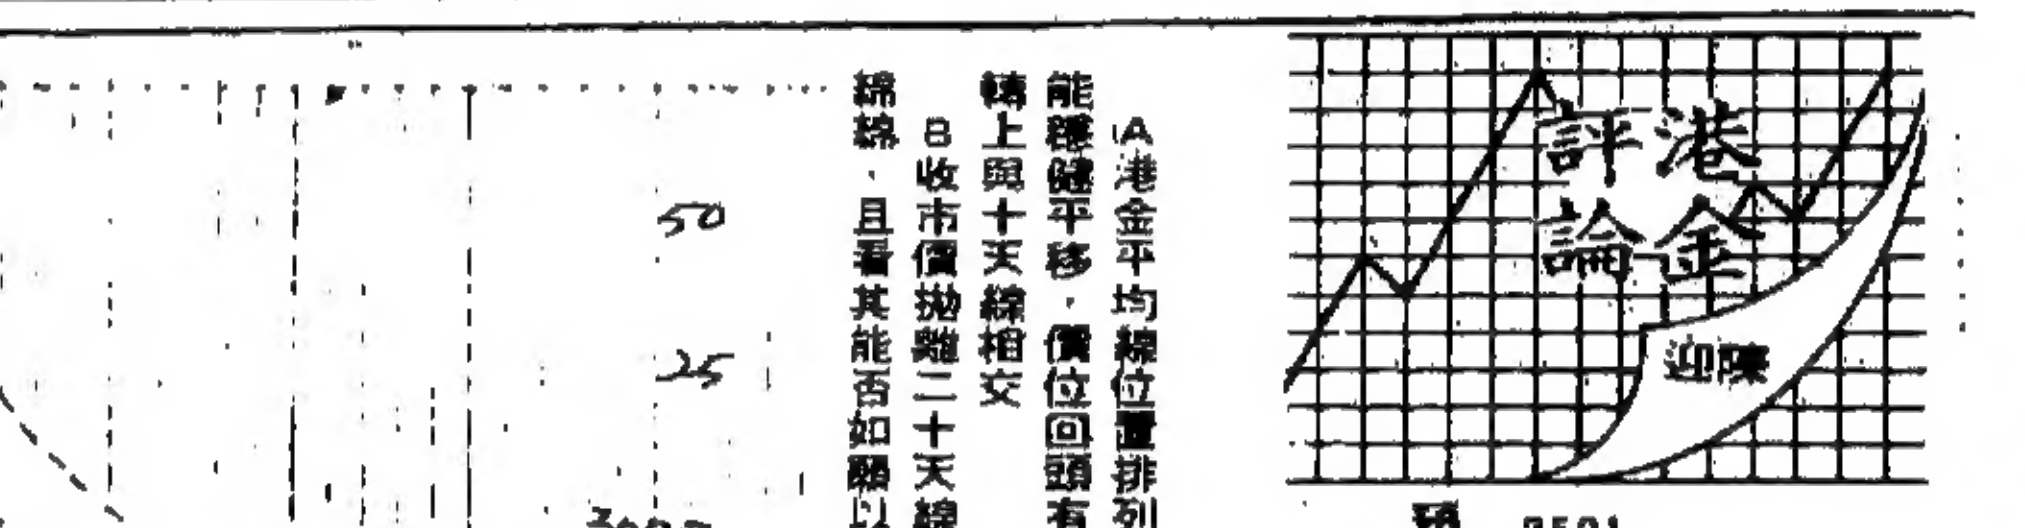 港金
評論
陳迎
A港金平均線位置排列
能穩健平移，價位回頭有
轉上與十天線相交
B收市價拋離二十天線
綿綿，且看其能否如願以
50
25